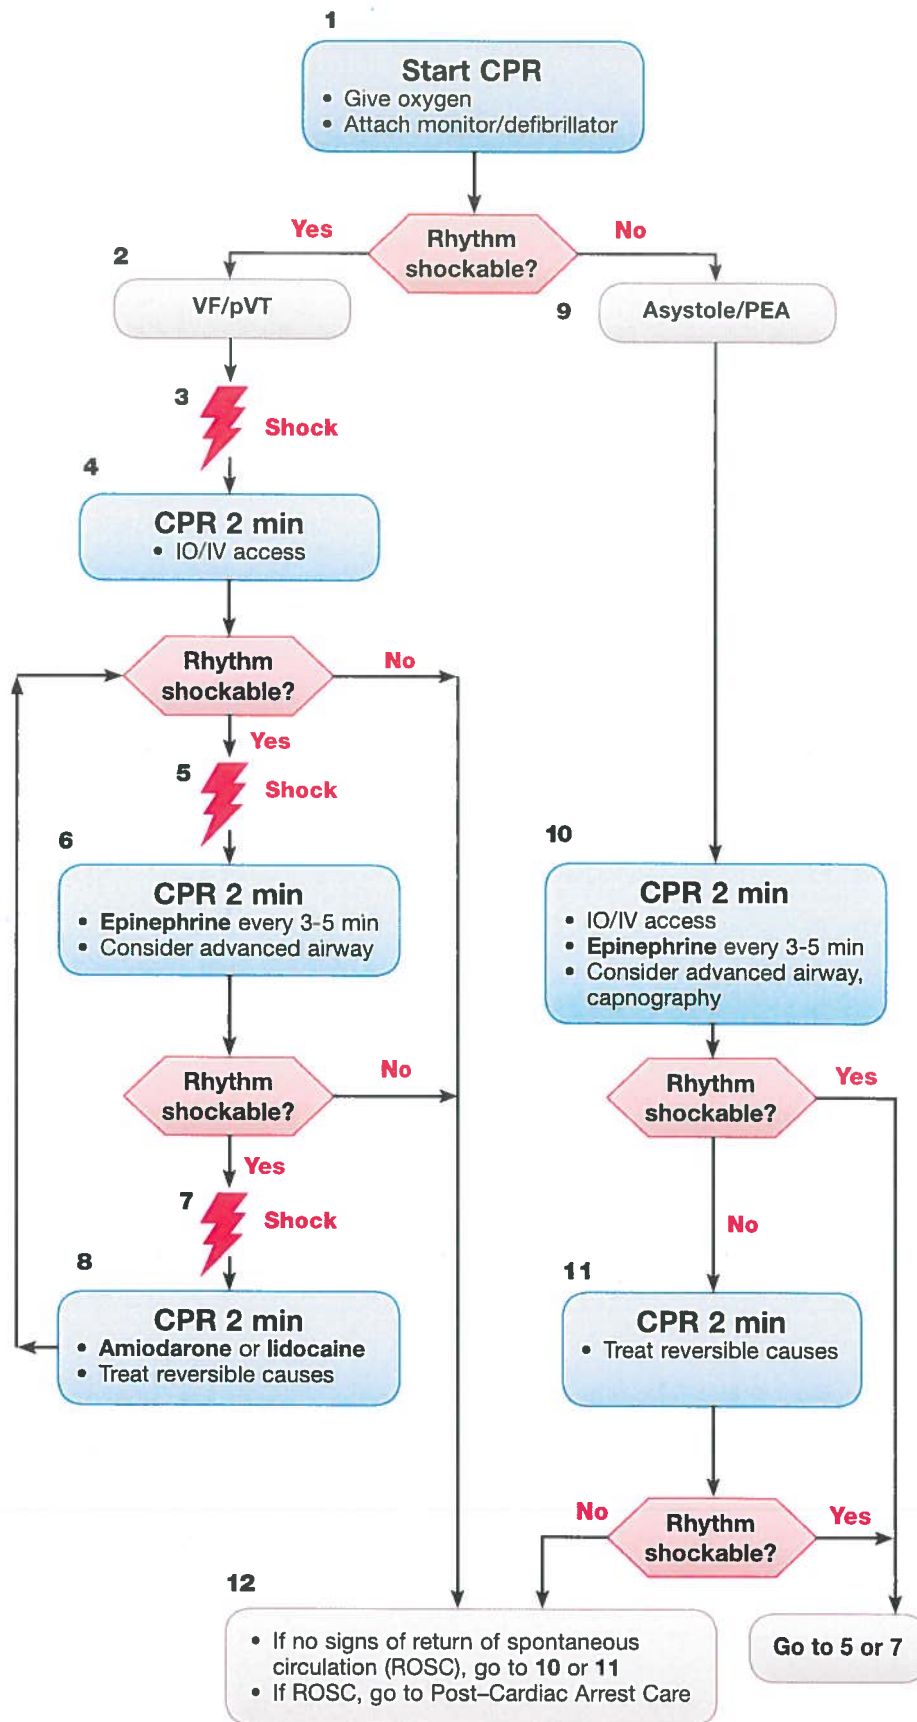 1
Start CPR
• Give oxygen
• Attach monitor/defibrillator
Rhythm
shockable?
Yes
No
2
VF/pVT
9
Asystole/PEA
3
Shock
4
CPR 2 min
• IO/IV access
Rhythm
shockable?
No
Yes
5
Shock
6
CPR 2 min
• Epinephrine every 3-5 min
• Consider advanced airway
Rhythm
shockable?
No
Yes
7
Shock
8
CPR 2 min
• Amiodarone or lidocaine
• Treat reversible causes
10
CPR 2 min
• IO/IV access
• Epinephrine every 3-5 min
• Consider advanced airway,
capnography
Rhythm
shockable?
Yes
No
11
CPR 2 min
• Treat reversible causes
Rhythm
shockable?
No
Yes
12
• If no signs of return of spontaneous
circulation (ROSC), go to 10 or 11
• If ROSC, go to Post–Cardiac Arrest Care
Go to 5 or 7